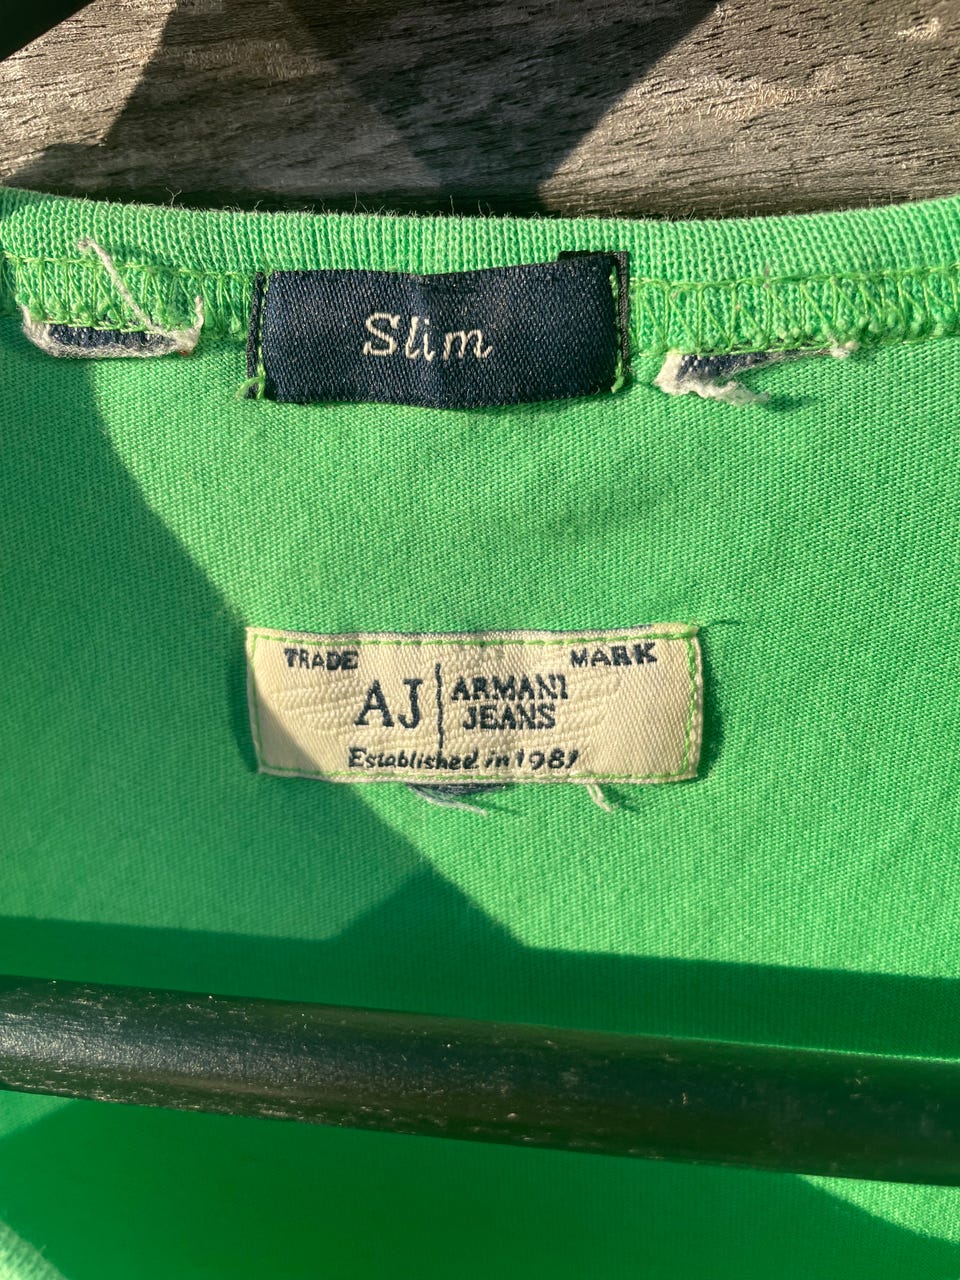 Slim
TRADE MARK
AJ ARMANI
JEANS
Established in 1981